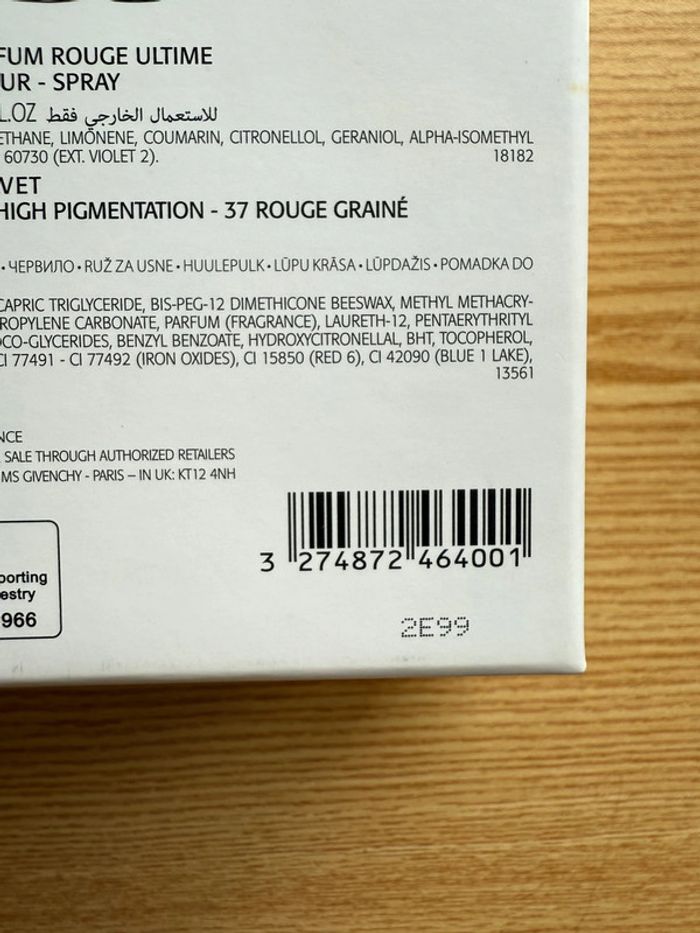 FUM ROUGE ULTIME
UR - SPRAY
L.OZ للاستعمال الخارجي فقط
ETHANE, LIMONENE, COUMARIN, CITRONELLOL, GERANIOL, ALPHA-ISOMETHYL
60730 (EXT. VIOLET 2). 18182
VET
HIGH PIGMENTATION - 37 ROUGE GRAINÉ
• ЧЕРВИЛО • RUŽ ZA USNE • HUULEPULK • LŪPU KRĀSA • LŪPDAŽIS • POMADKA DO
CAPRIC TRIGLYCERIDE, BIS-PEG-12 DIMETHICONE BEESWAX, METHYL METHACRY-
ROPYLENE CARBONATE, PARFUM (FRAGRANCE), LAURETH-12, PENTAERYTHRITYL
OCO-GLYCERIDES, BENZYL BENZOATE, HYDROXYCITRONELLAL, BHT, TOCOPHEROL,
CI 77491 - CI 77492 (IRON OXIDES), CI 15850 (RED 6), CI 42090 (BLUE 1 LAKE),
13561
NCE
SALE THROUGH AUTHORIZED RETAILERS
MS GIVENCHY - PARIS – IN UK: KT12 4NH
porting
estry
966
3 274872 464001
2E99